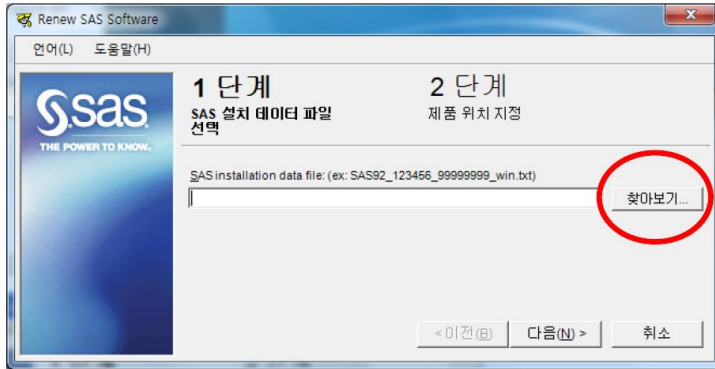 Renew SAS Software
언어(L) 도움말(H)
sas
THE POWER TO KNOW.
1 단계
SAS 설치 데이터 파일
선택
2 단계
제품 위치 지정
SAS installation data file: (ex: SAS92_123456_99999999_win.txt)
찾아보기...
<이전(B) 다음(N) > 취소